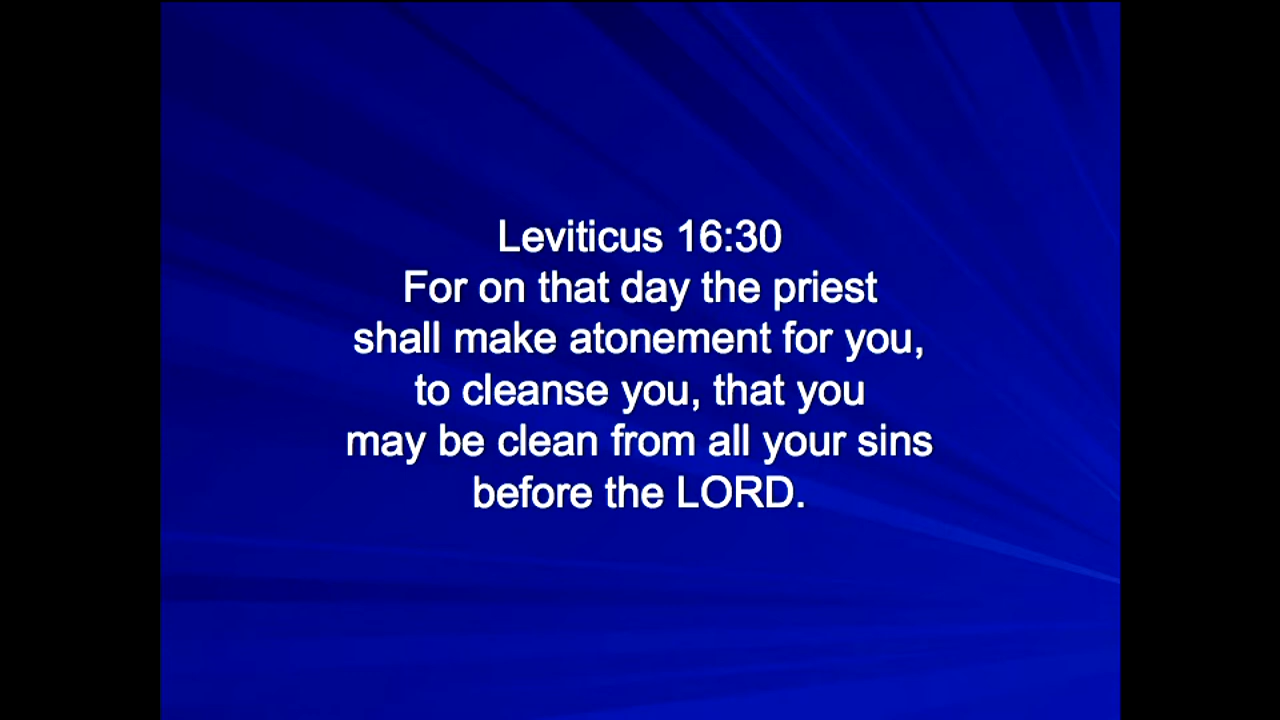 Leviticus 16:30
For on that day the priest
shall make atonement for you,
to cleanse you, that you
may be clean from all your sins
before the LORD.